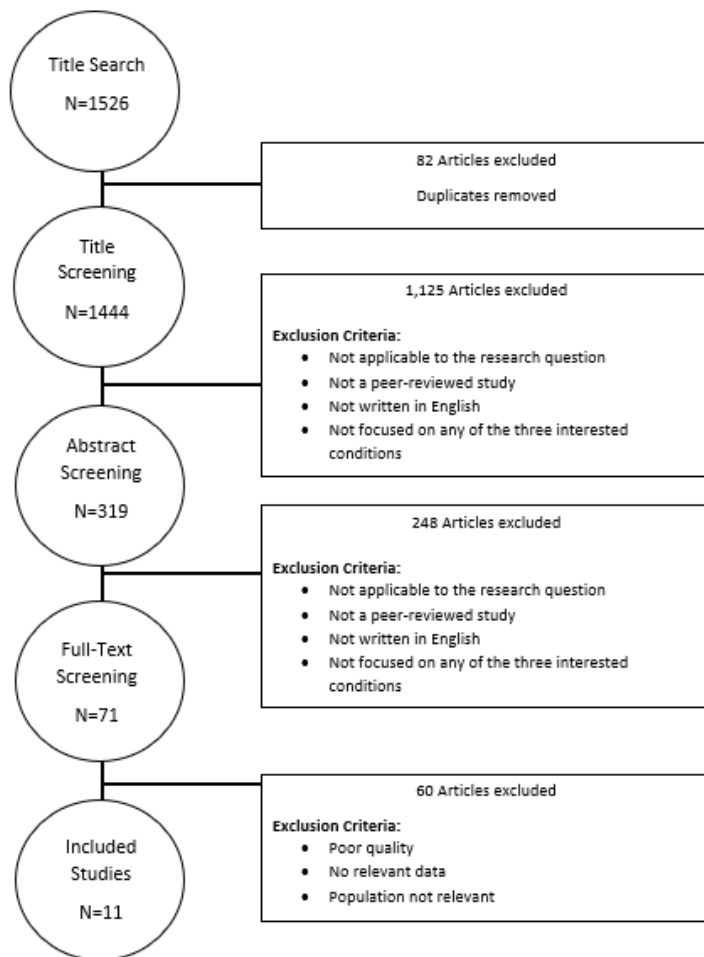 Title Search
N=1526
82 Articles excluded
Duplicates removed
Title
Screening
N=1444
1,125 Articles excluded
Exclusion Criteria:
• Not applicable to the research question
• Not a peer-reviewed study
• Not written in English
• Not focused on any of the three interested
conditions
Abstract
Screening
N=319
248 Articles excluded
Exclusion Criteria:
• Not applicable to the research question
• Not a peer-reviewed study
• Not written in English
• Not focused on any of the three interested
conditions
Full-Text
Screening
N=71
60 Articles excluded
Exclusion Criteria:
• Poor quality
• No relevant data
• Population not relevant
Included
Studies
N=11